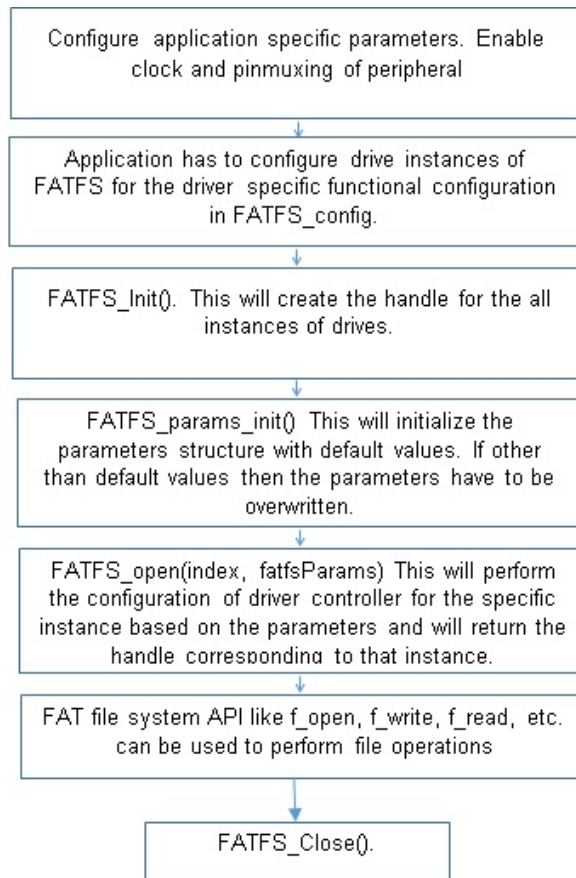 Configure application specific parameters. Enable
clock and pinmuxing of peripheral
Application has to configure drive instances of
FATFS for the driver specific functional configuration
in FATFS_config.
FATFS_Init(). This will create the handle for the all
instances of drives.
FATFS_params_init() This will initialize the
parameters structure with default values. If other
than default values then the parameters have to be
overwritten.
FATFS_open(index, fatfsParams) This will perform
the configuration of driver controller for the specific
instance based on the parameters and will return the
handle corresponding to that instance.
FAT file system API like f_open, f_write, f_read, etc.
can be used to perform file operations
FATFS_Close().